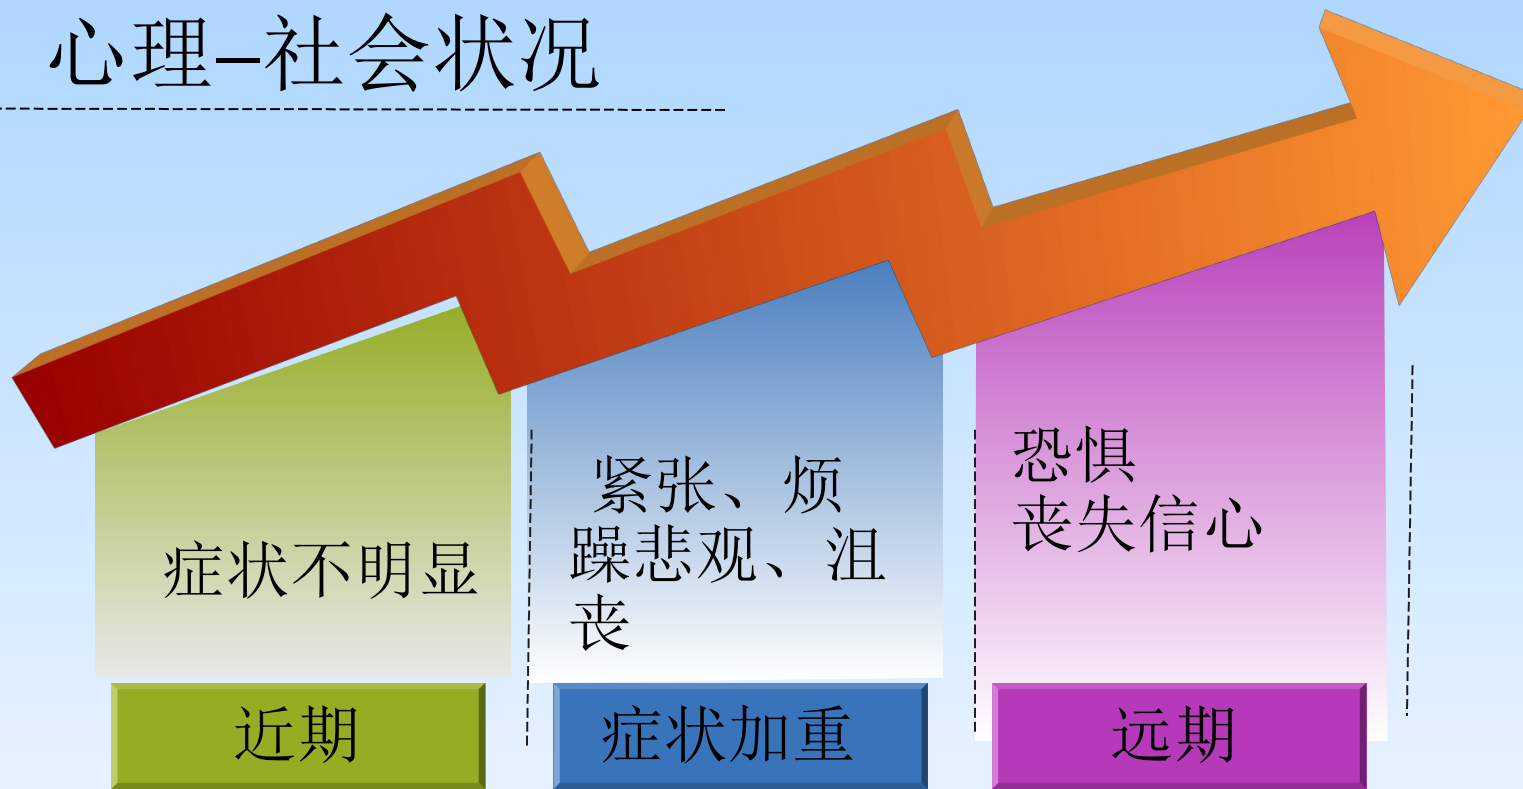 心理–社会状况
症状不明显
紧张、烦
躁悲观、沮
丧
恐惧
丧失信心
近期
症状加重
远期